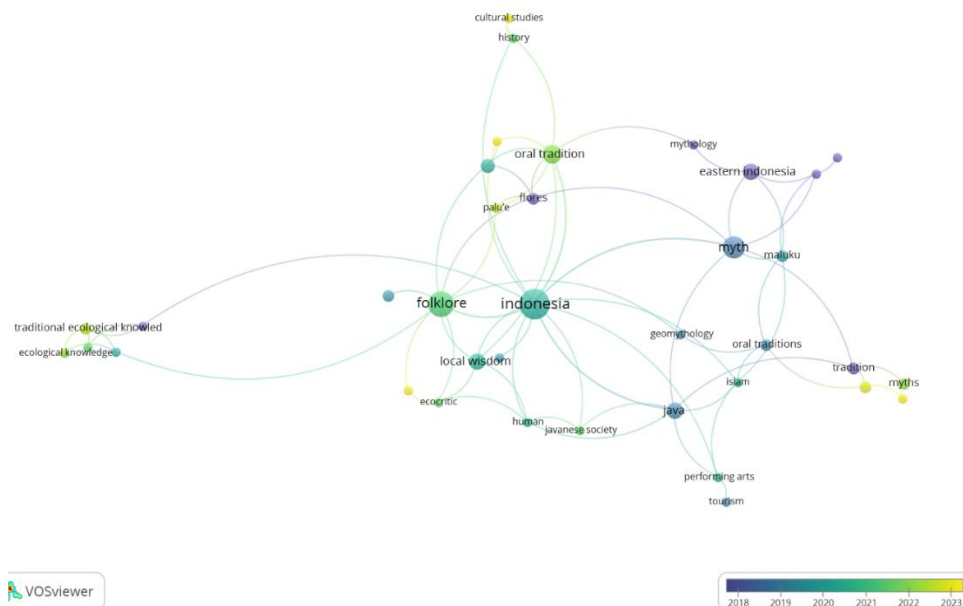 cultural studies
history
oral tradition
mythology
eastern indonesia
flores
palu'e
myth
maluku
folklore
indonesia
traditional ecological knowled
ecological knowledge
geomythology
oral traditions
local wisdom
tradition
islam
myths
ecocritic
java
human
javanese society
performing arts
tourism
VOSviewer
2018 2019 2020 2021 2022 2023